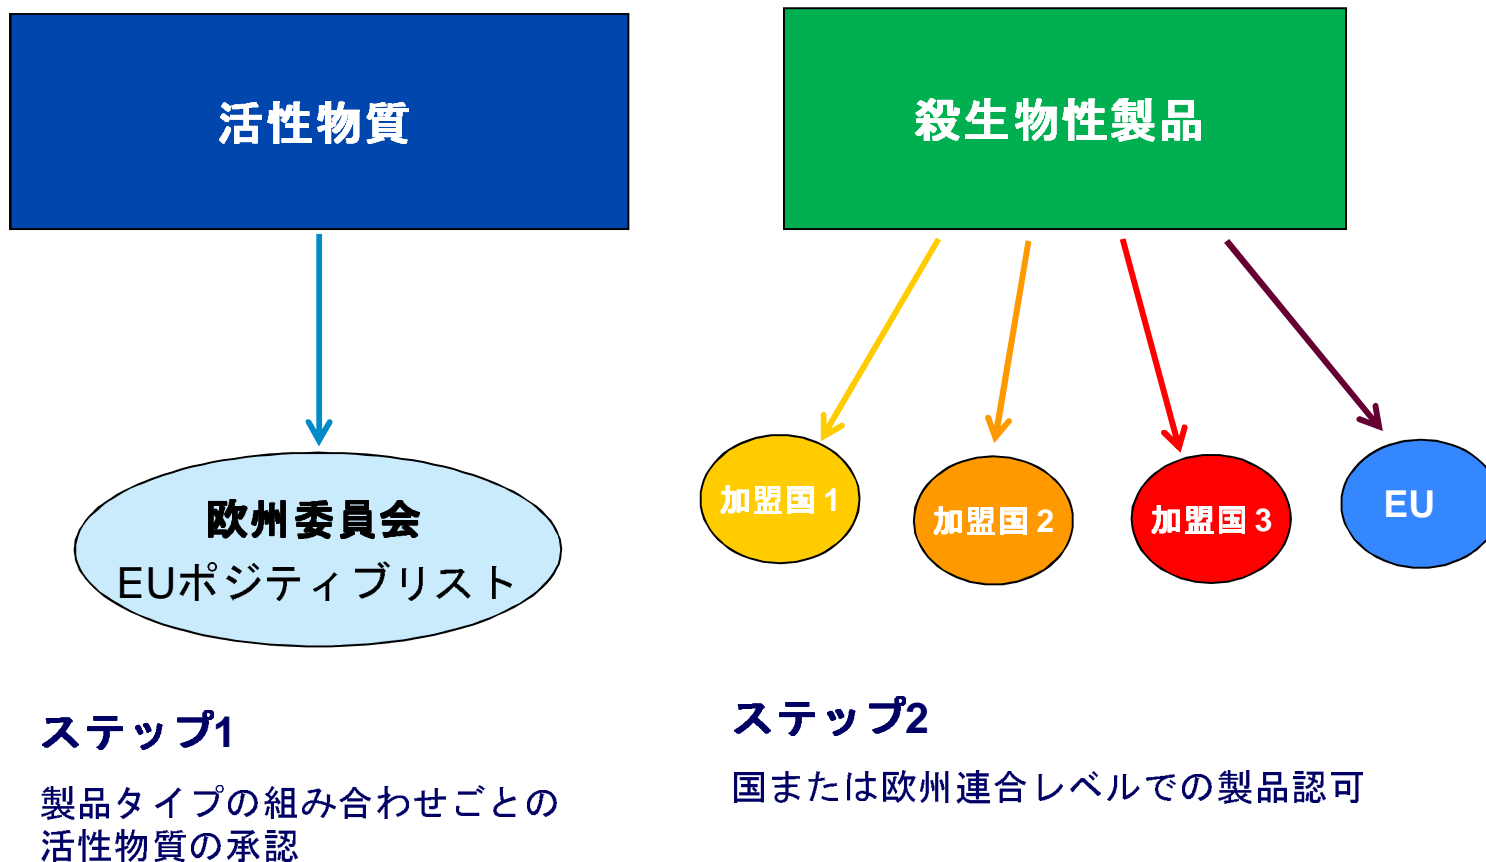 活性物質
欧州委員会
EUポジティブリスト
ステップ1
製品タイプの組み合わせごとの
活性物質の承認
殺生物性製品
加盟国 1
加盟国 2
加盟国 3
EU
ステップ2
国または欧州連合レベルでの製品認可